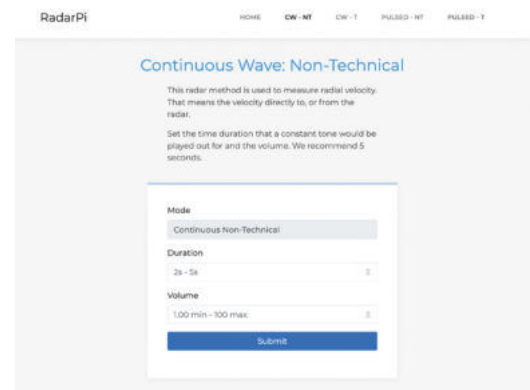 RadarPi
HOME CW - NT CW - T PULSED - NT PULSED - T
Continuous Wave: Non-Technical
This radar method is used to measure radial velocity.
That means the velocity directly to, or from the
radar.
Set the time duration that a constant tone would be
played out for and the volume. We recommend 5
seconds.
Mode
Continuous Non-Technical
Duration
2s - 5s
Volume
1.00 min - 100 max
Submit